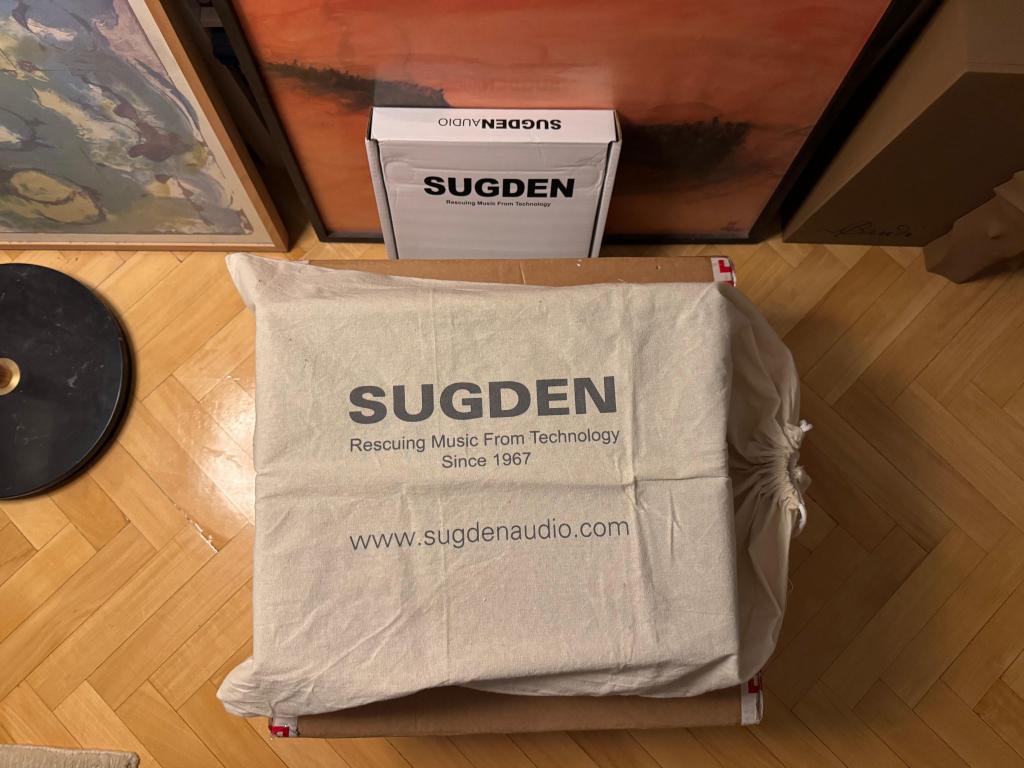 SUGDENAUDIO
SUGDEN
Rescuing Music From Technology
SUGDEN
Rescuing Music From Technology
Since 1967
www.sugdenaudio.com